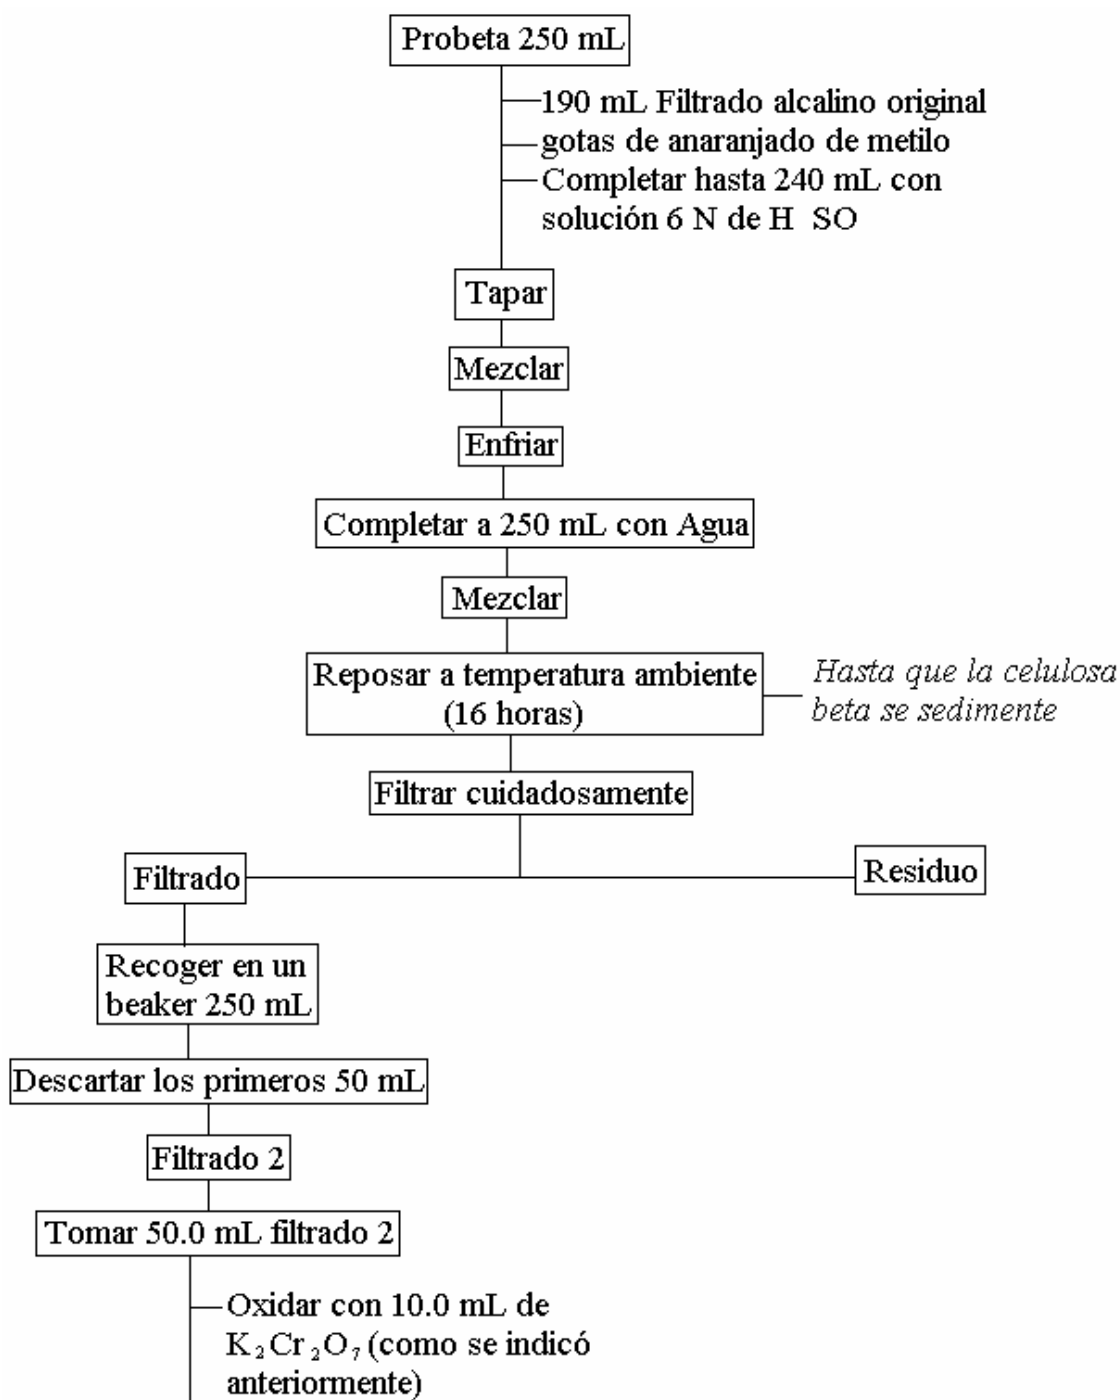 Probeta 250 mL
190 mL Filtrado alcalino original
gotas de anaranjado de metilo
Completar hasta 240 mL con
solución 6 N de H SO
Tapar
Mezclar
Enfriar
Completar a 250 mL con Agua
Mezclar
Reposar a temperatura ambiente
(16 horas)
Hasta que la celulosa
beta se sedimente
Filtrar cuidadosamente
Filtrado
Residuo
Recoger en un
beaker 250 mL
Descartar los primeros 50 mL
Filtrado 2
Tomar 50.0 mL filtrado 2
Oxidar con 10.0 mL de
K₂Cr₂O₇ (como se indicó
anteriormente)